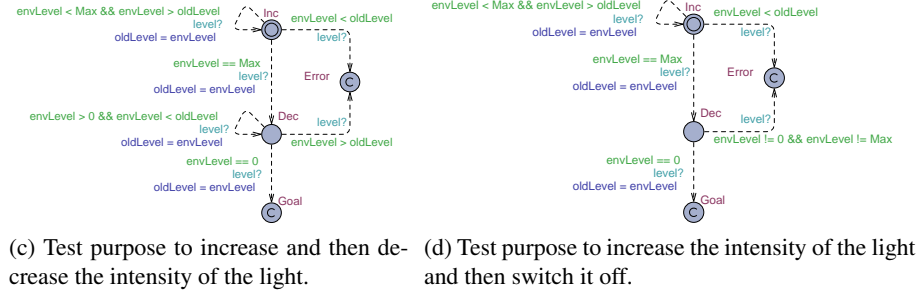 envLevel < Max && envLevel > oldLevel
level?
oldLevel = envLevel
Inc
envLevel < oldLevel
level?
envLevel == Max
level?
oldLevel = envLevel
Error
C
Dec
envLevel > 0 && envLevel < oldLevel
level?
oldLevel = envLevel
level?
envLevel > oldLevel
envLevel == 0
level?
oldLevel = envLevel
Goal
C
(c) Test purpose to increase and then de-
crease the intensity of the light.
envLevel < Max && envLevel > oldLevel
level?
oldLevel = envLevel
Inc
envLevel < oldLevel
level?
envLevel == Max
level?
oldLevel = envLevel
Error
C
Dec
level?
envLevel != 0 && envLevel != Max
envLevel == 0
level?
oldLevel = envLevel
Goal
C
(d) Test purpose to increase the intensity of the light
and then switch it off.